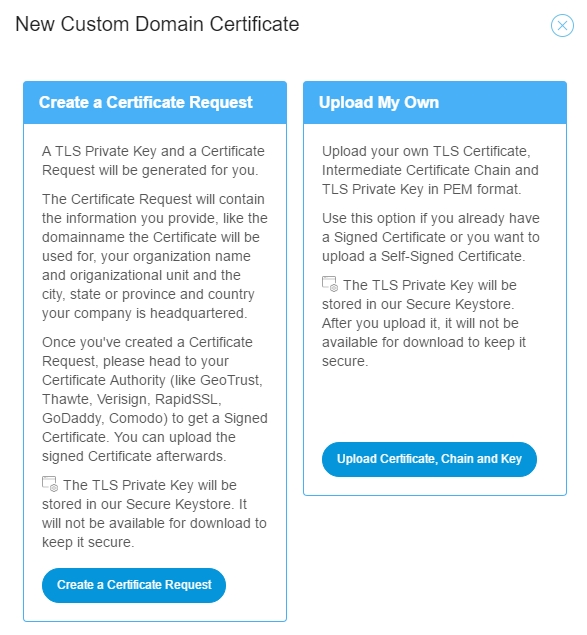 New Custom Domain Certificate
Create a Certificate Request
A TLS Private Key and a Certificate
Request will be generated for you.
The Certificate Request will contain
the information you provide, like the
domainname the Certificate will be
used for, your organization name
and origanizational unit and the
city, state or province and country
your company is headquartered.
Once you've created a Certificate
Request, please head to your
Certificate Authority (like GeoTrust,
Thawte, Verisign, RapidSSL,
GoDaddy, Comodo) to get a Signed
Certificate. You can upload the
signed Certificate afterwards.
The TLS Private Key will be
stored in our Secure Keystore. It
will not be available for download to
keep it secure.
Create a Certificate Request
Upload My Own
Upload your own TLS Certificate,
Intermediate Certificate Chain and
TLS Private Key in PEM format.
Use this option if you already have
a Signed Certificate or you want to
upload a Self-Signed Certificate.
The TLS Private Key will be
stored in our Secure Keystore.
After you upload it, it will not be
available for download to keep it
secure.
Upload Certificate, Chain and Key